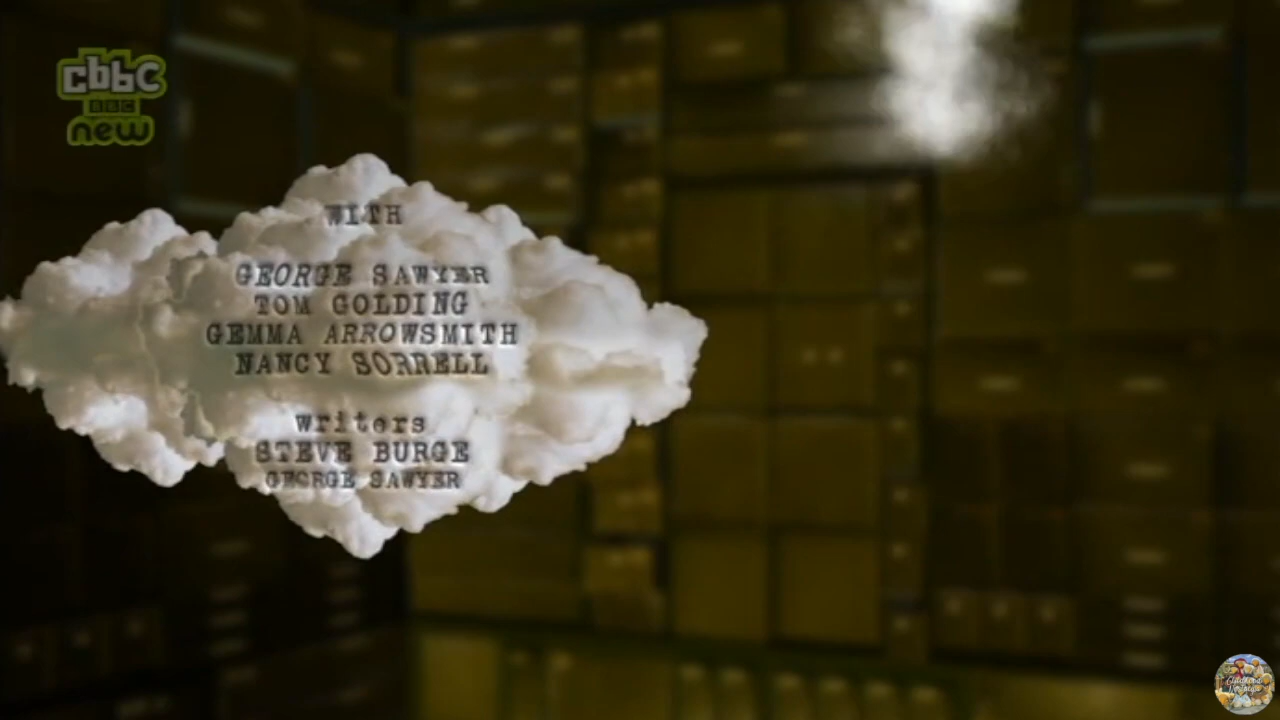 cbbc
BBC
new
WITH
GEORGE SAWYER
TOM GOLDING
GEMMA ARROWSMITH
NANCY SORRELL
writers
STEVE BURGE
GEORGE SAWYER